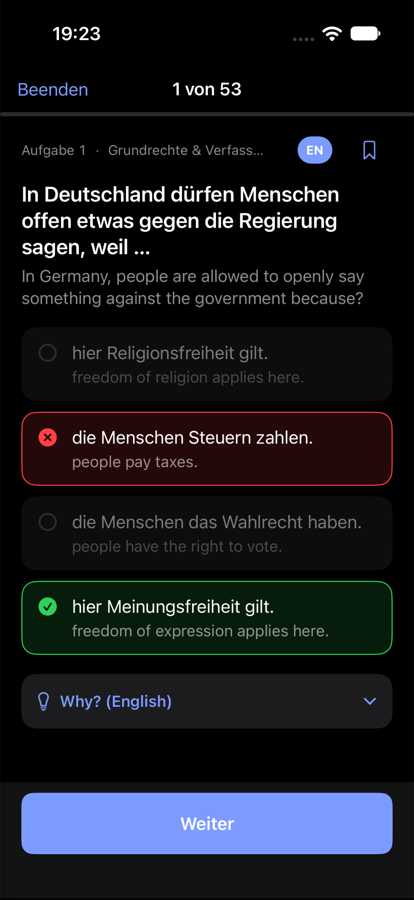 19:23
Beenden
1 von 53
Aufgabe 1 · Grundrechte & Verfass...
EN
In Deutschland dürfen Menschen
offen etwas gegen die Regierung
sagen, weil ...
In Germany, people are allowed to openly say
something against the government because?
hier Religionsfreiheit gilt.
freedom of religion applies here.
die Menschen Steuern zahlen.
people pay taxes.
die Menschen das Wahlrecht haben.
people have the right to vote.
hier Meinungsfreiheit gilt.
freedom of expression applies here.
Why? (English)
Weiter